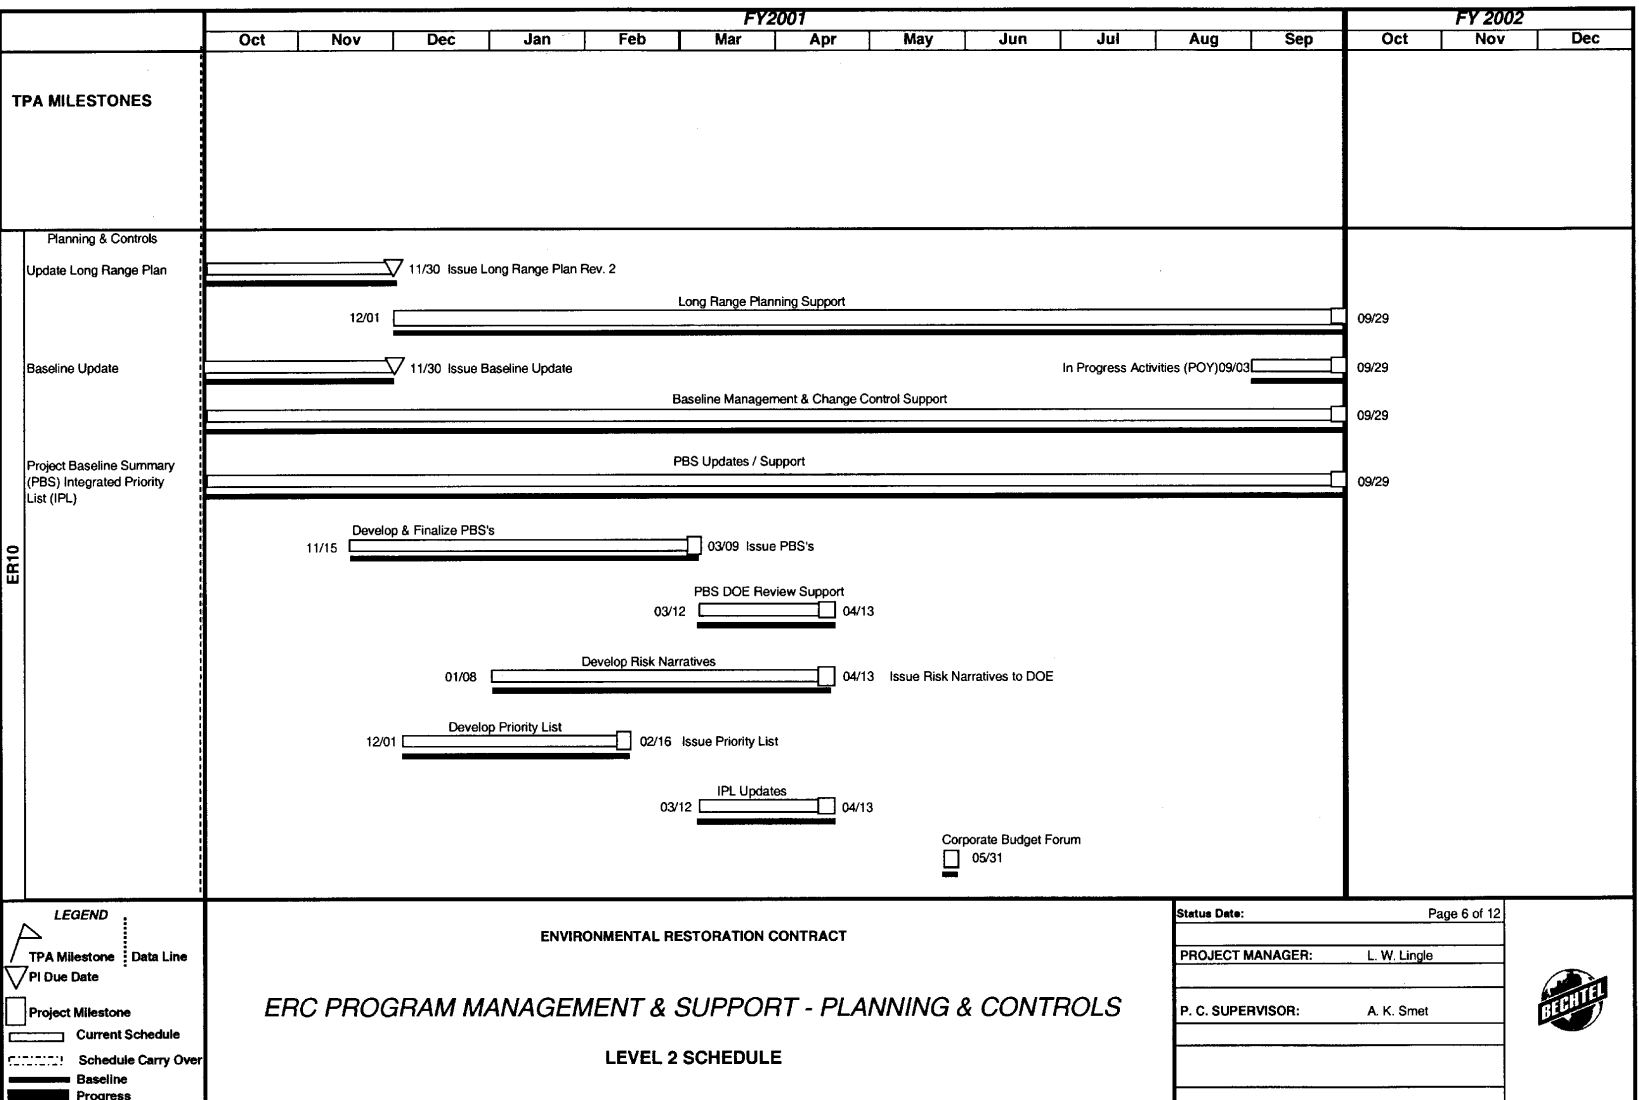 FY2001 FY 2002
Oct Nov Dec Jan Feb Mar Apr May Jun Jul Aug Sep Oct Nov Dec
TPA MILESTONES
ER10
Planning & Controls
Update Long Range Plan
11/30 Issue Long Range Plan Rev. 2
Long Range Planning Support
12/01 09/29
Baseline Update
11/30 Issue Baseline Update
In Progress Activities (POY)09/03 09/29
Baseline Management & Change Control Support
09/29
Project Baseline Summary
(PBS) Integrated Priority
List (IPL)
PBS Updates / Support
09/29
Develop & Finalize PBS's
11/15 03/09 Issue PBS's
PBS DOE Review Support
03/12 04/13
Develop Risk Narratives
01/08 04/13 Issue Risk Narratives to DOE
Develop Priority List
12/01 02/16 Issue Priority List
IPL Updates
03/12 04/13
Corporate Budget Forum
05/31
LEGEND
TPA Milestone Data Line
PI Due Date
Project Milestone
Current Schedule
Schedule Carry Over
Baseline
Progress
ENVIRONMENTAL RESTORATION CONTRACT
ERC PROGRAM MANAGEMENT & SUPPORT - PLANNING & CONTROLS
LEVEL 2 SCHEDULE
Status Date: Page 6 of 12
PROJECT MANAGER: L. W. Lingle
P. C. SUPERVISOR: A. K. Smet
BECHTEL